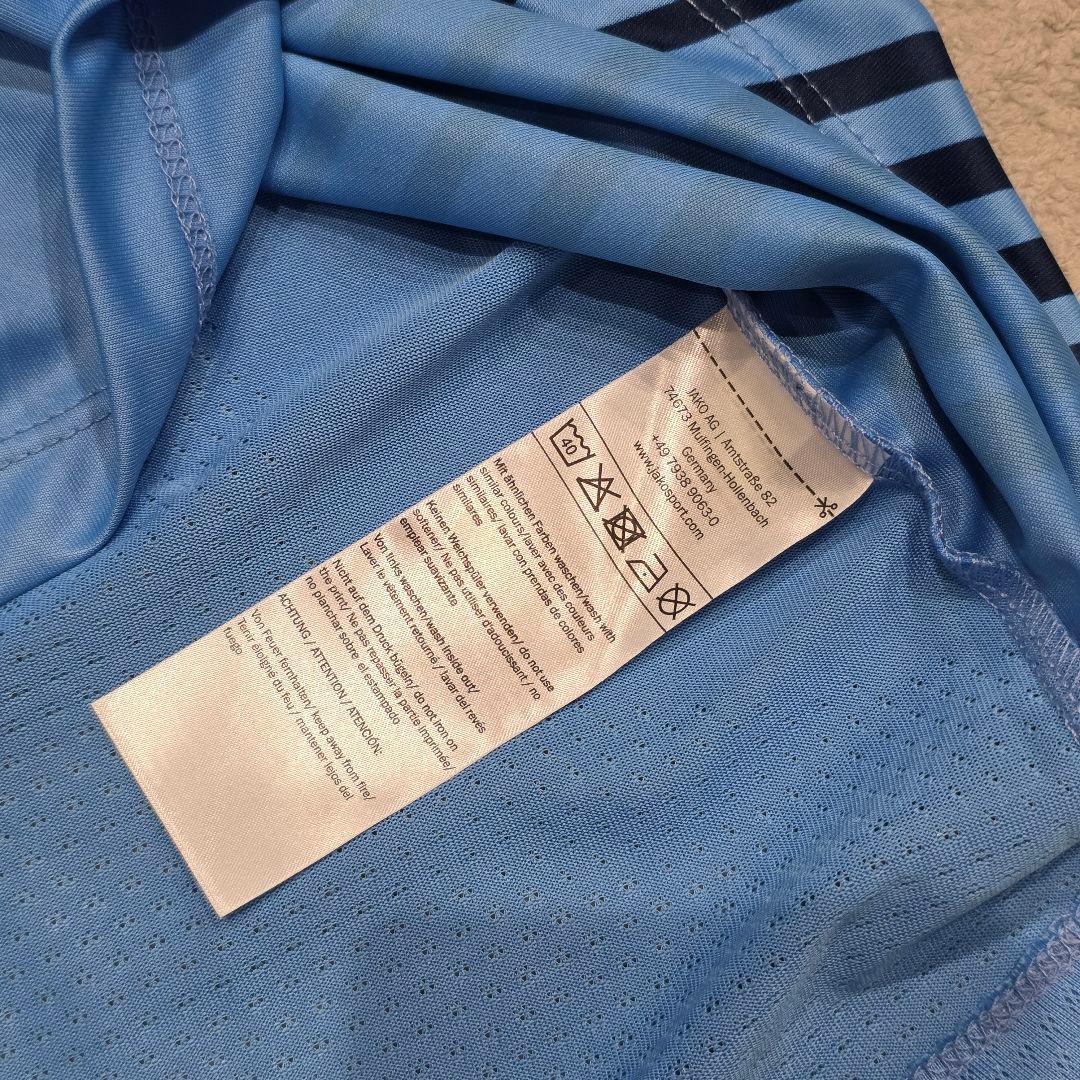 JAKO AG | Amtstraße 82
74673 Mulfingen-Hollenbach
Germany
+49 7938 9063-0
www.jakosport.com
40
Mit ähnlichen Farben waschen/wash with
similar colours/laver avec des couleurs
similaires/ lavar con prendas de colores
similares
Keinen Weichspüler verwenden/ do not use
softener/ Ne pas utiliser d'adoucissant / no
emplear suavizante
Von links waschen/wash inside out/
Laver le vêtement retourné / lavar del revés
Nicht auf dem Druck bügeln/ do not iron on
the print/ Ne pas repasser la partie imprimée/
no planchar sobre el estampado
ACHTUNG / ATTENTION / ATENCIÓN:
Von Feuer fernhalten/ keep away from fire/
Tenir éloigné du feu / mantener lejos del
fuego